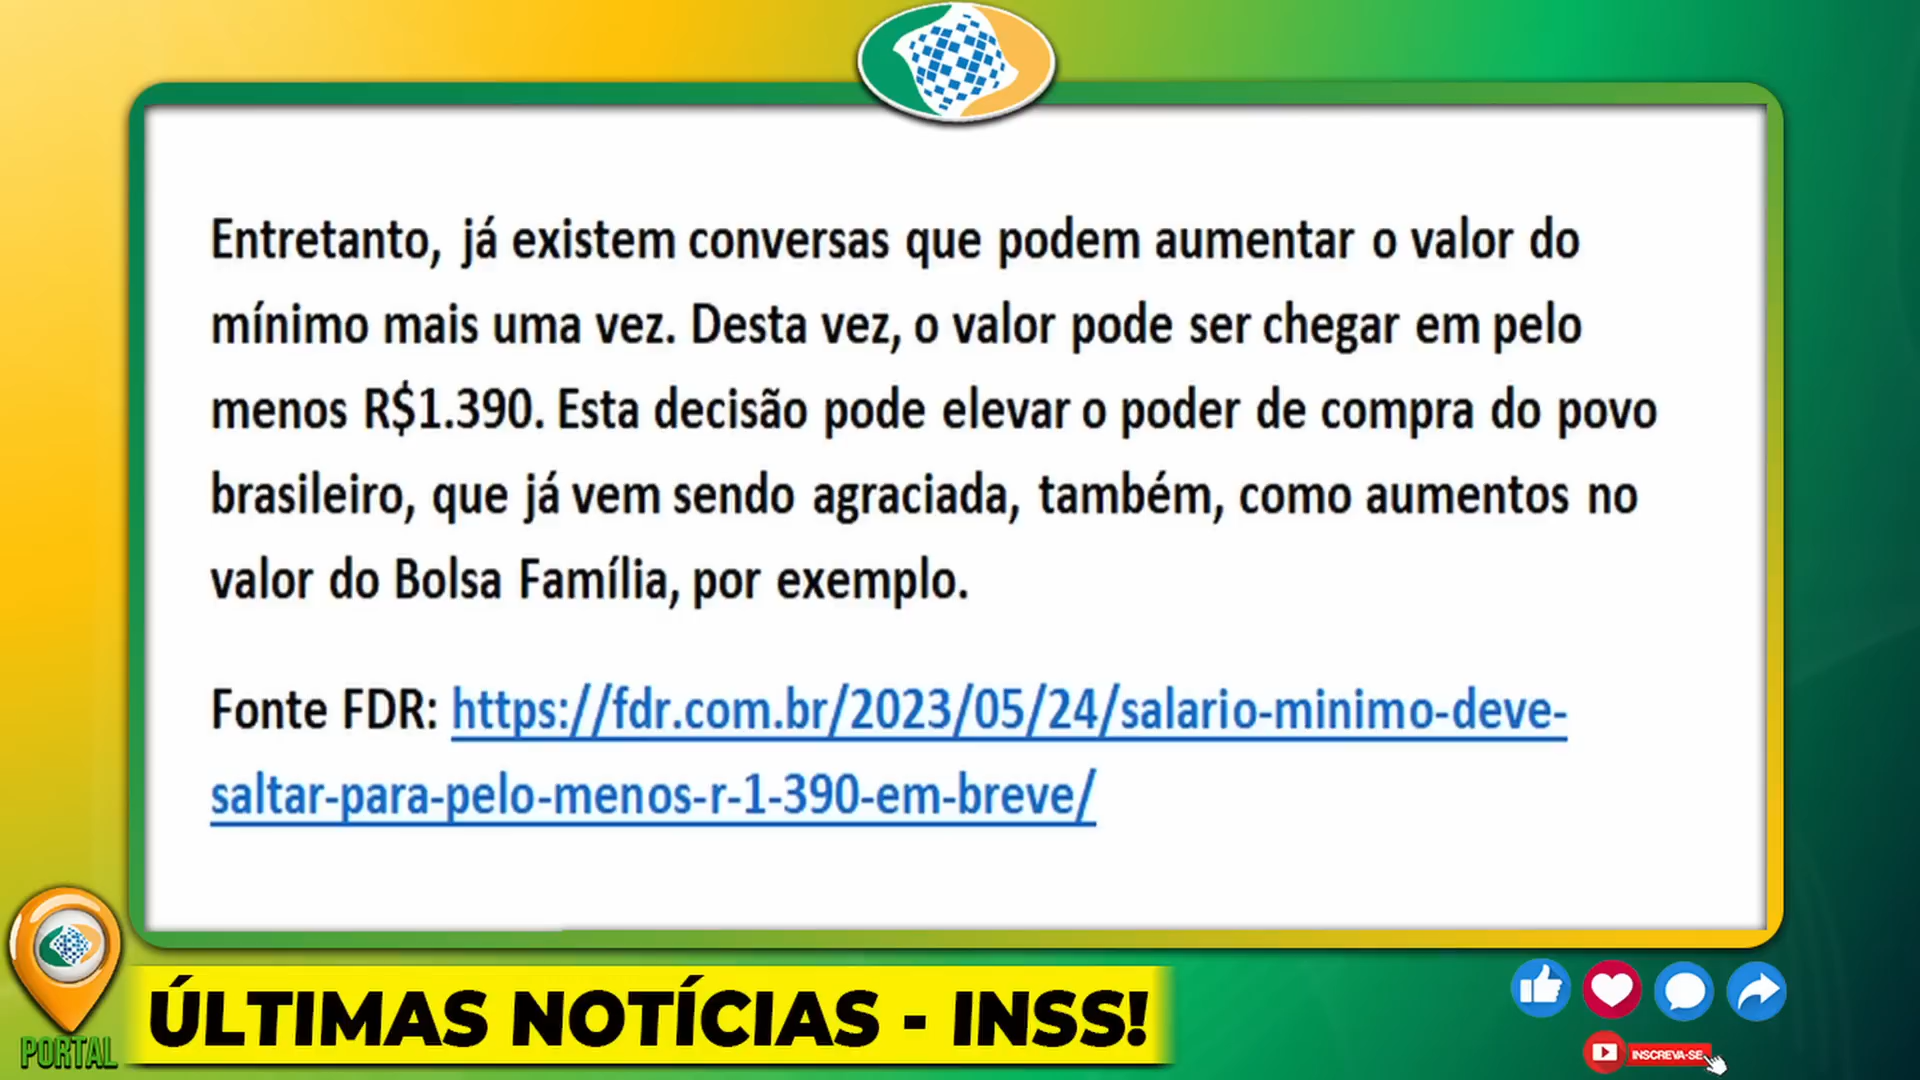 Entretanto, já existem conversas que podem aumentar o valor do
mínimo mais uma vez. Desta vez, o valor pode ser chegar em pelo
menos R$1.390. Esta decisão pode elevar o poder de compra do povo
brasileiro, que já vem sendo agraciada, também, como aumentos no
valor do Bolsa Família, por exemplo.
Fonte FDR: https://fdr.com.br/2023/05/24/salario-minimo-deve-
saltar-para-pelo-menos-r-1-390-em-breve/
PORTAL
ÚLTIMAS NOTÍCIAS - INSS!
INSCREVA-SE